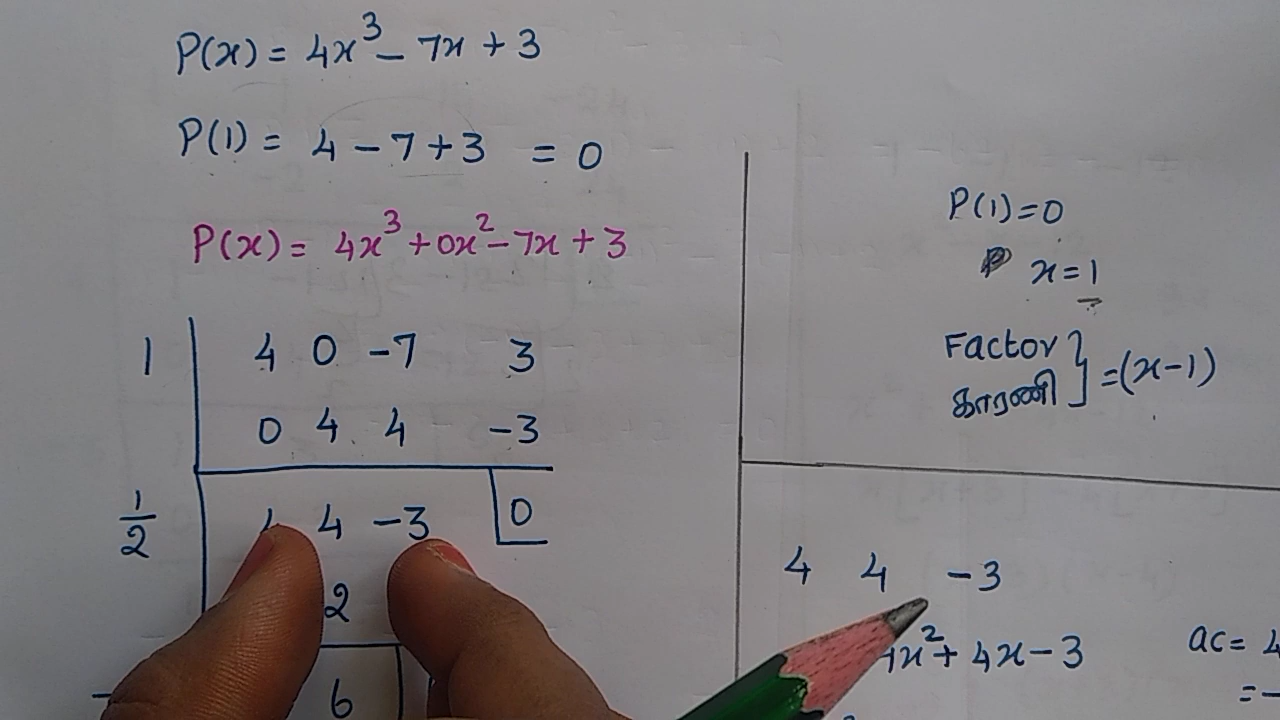 P(x) = 4x³ - 7x + 3
P(1) = 4 - 7 + 3 = 0
P(x) = 4x³ + 0x² - 7x + 3
1 4 0 -7 3
0 4 4 -3
1/2 4 -3 0
2
6
P(1) = 0
x = 1
Factor
காரணி } = (x - 1)
4 4 -3
x² + 4x - 3
ac = 4
= -